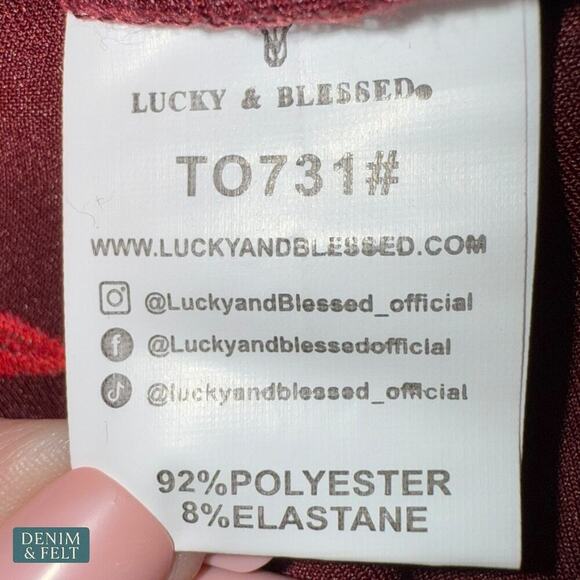 LUCKY & BLESSED
TO731#
WWW.LUCKYANDBLESSED.COM
@LuckyandBlessed_official
@Luckyandblessedofficial
@luckyandblessed_official
92%POLYESTER
8%ELASTANE
DENIM
& FELT